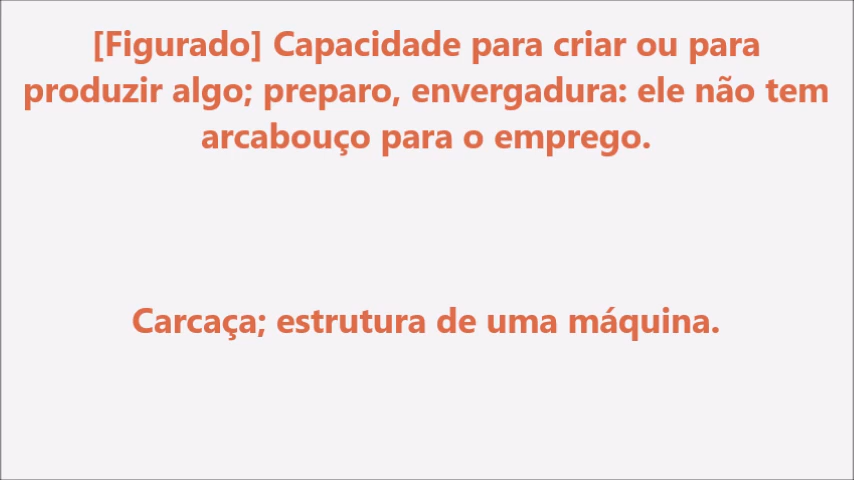 [Figurado] Capacidade para criar ou para
produzir algo; preparo, envergadura: ele não tem
arcabouço para o emprego.
Carcaça; estrutura de uma máquina.